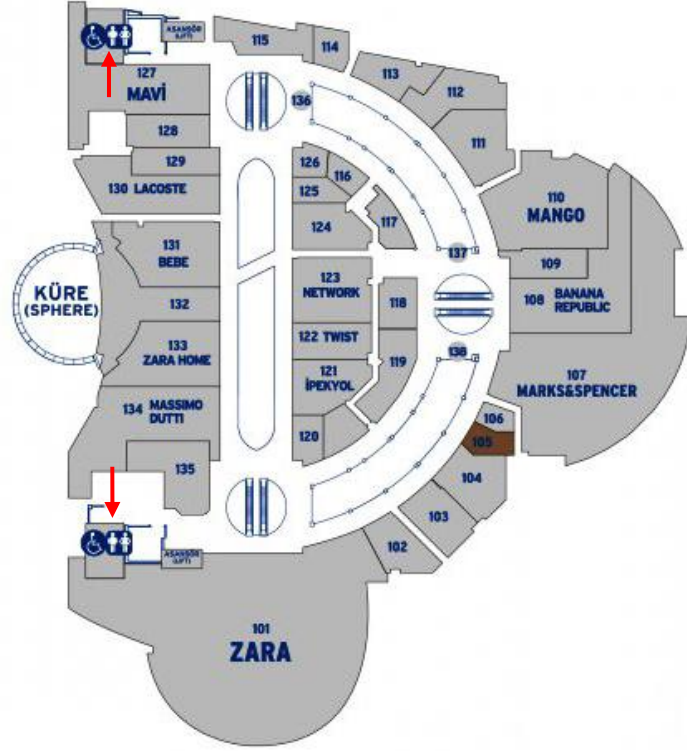 ASANSÖR
(LIFT)
115
114
113
112
127
MAVİ
136
128
111
129
126
116
130 LACOSTE
125
110
MANGO
124
117
131
BEBE
137
109
123
NETWORK
KÜRE
(SPHERE)
132
118
108 BANANA
REPUBLIC
122 TWIST
133
ZARA HOME
119
138
121
İPEKYOL
107
MARKS&SPENCER
134 MASSIMO
DUTTI
106
120
105
135
104
103
102
ASANSÖR
(LIFT)
101
ZARA